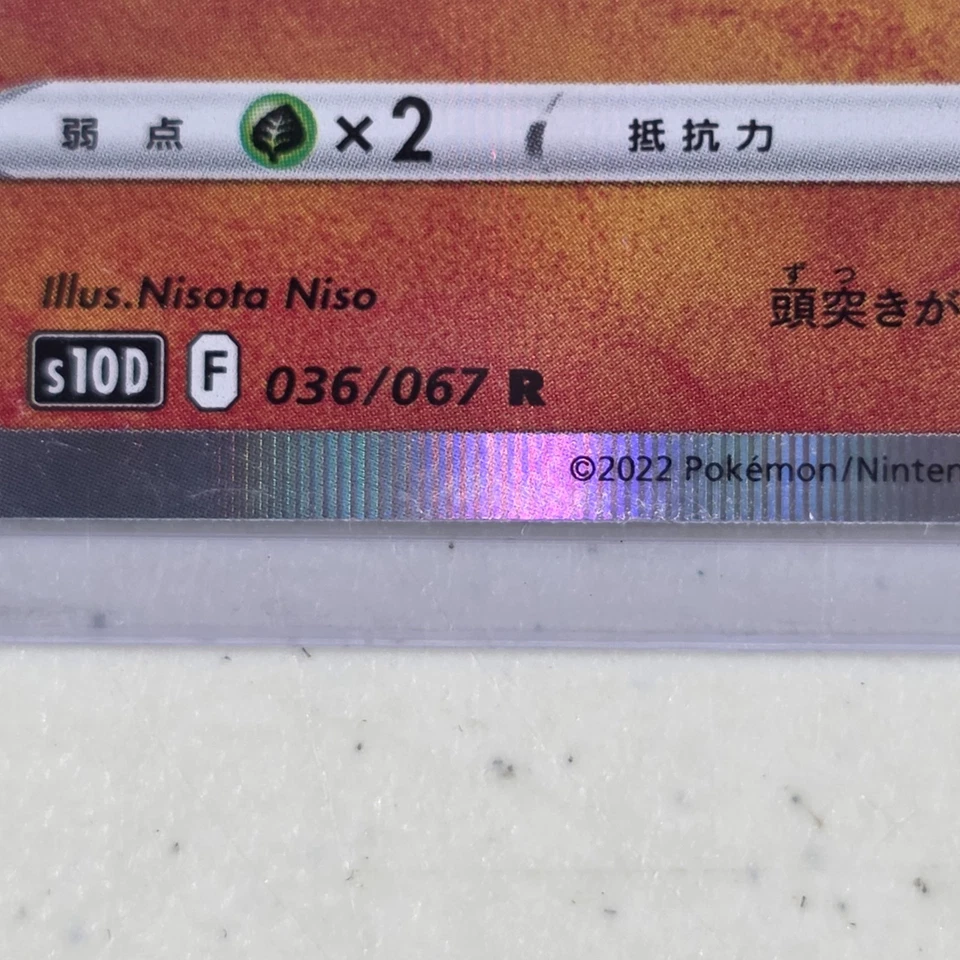 弱点 ×2 抵抗力
Illus.Nisota Niso
頭突きが
ずつ
s10D F 036/067 R
©2022 Pokémon/Ninten